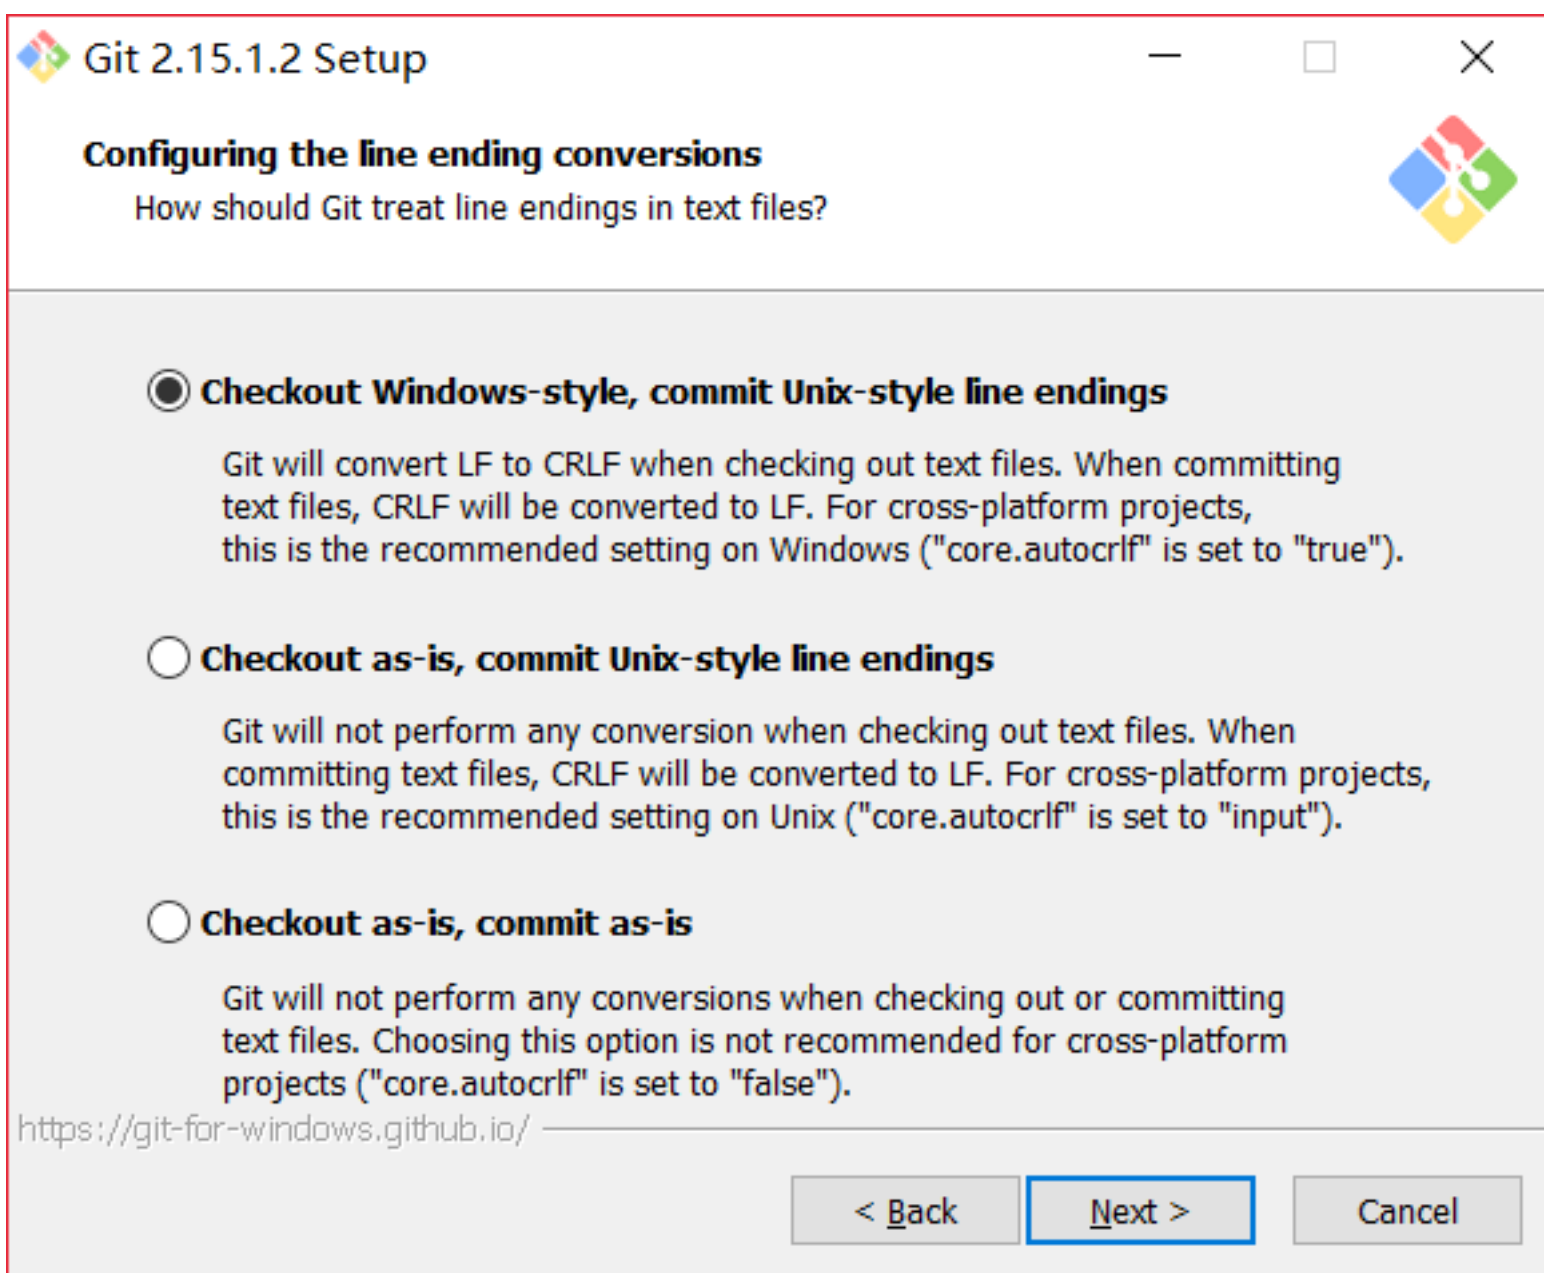 Git 2.15.1.2 Setup
Configuring the line ending conversions
How should Git treat line endings in text files?
Checkout Windows-style, commit Unix-style line endings
Git will convert LF to CRLF when checking out text files. When committing
text files, CRLF will be converted to LF. For cross-platform projects,
this is the recommended setting on Windows ("core.autocrlf" is set to "true").
Checkout as-is, commit Unix-style line endings
Git will not perform any conversion when checking out text files. When
committing text files, CRLF will be converted to LF. For cross-platform projects,
this is the recommended setting on Unix ("core.autocrlf" is set to "input").
Checkout as-is, commit as-is
Git will not perform any conversions when checking out or committing
text files. Choosing this option is not recommended for cross-platform
projects ("core.autocrlf" is set to "false").
https://git-for-windows.github.io/
< Back Next > Cancel